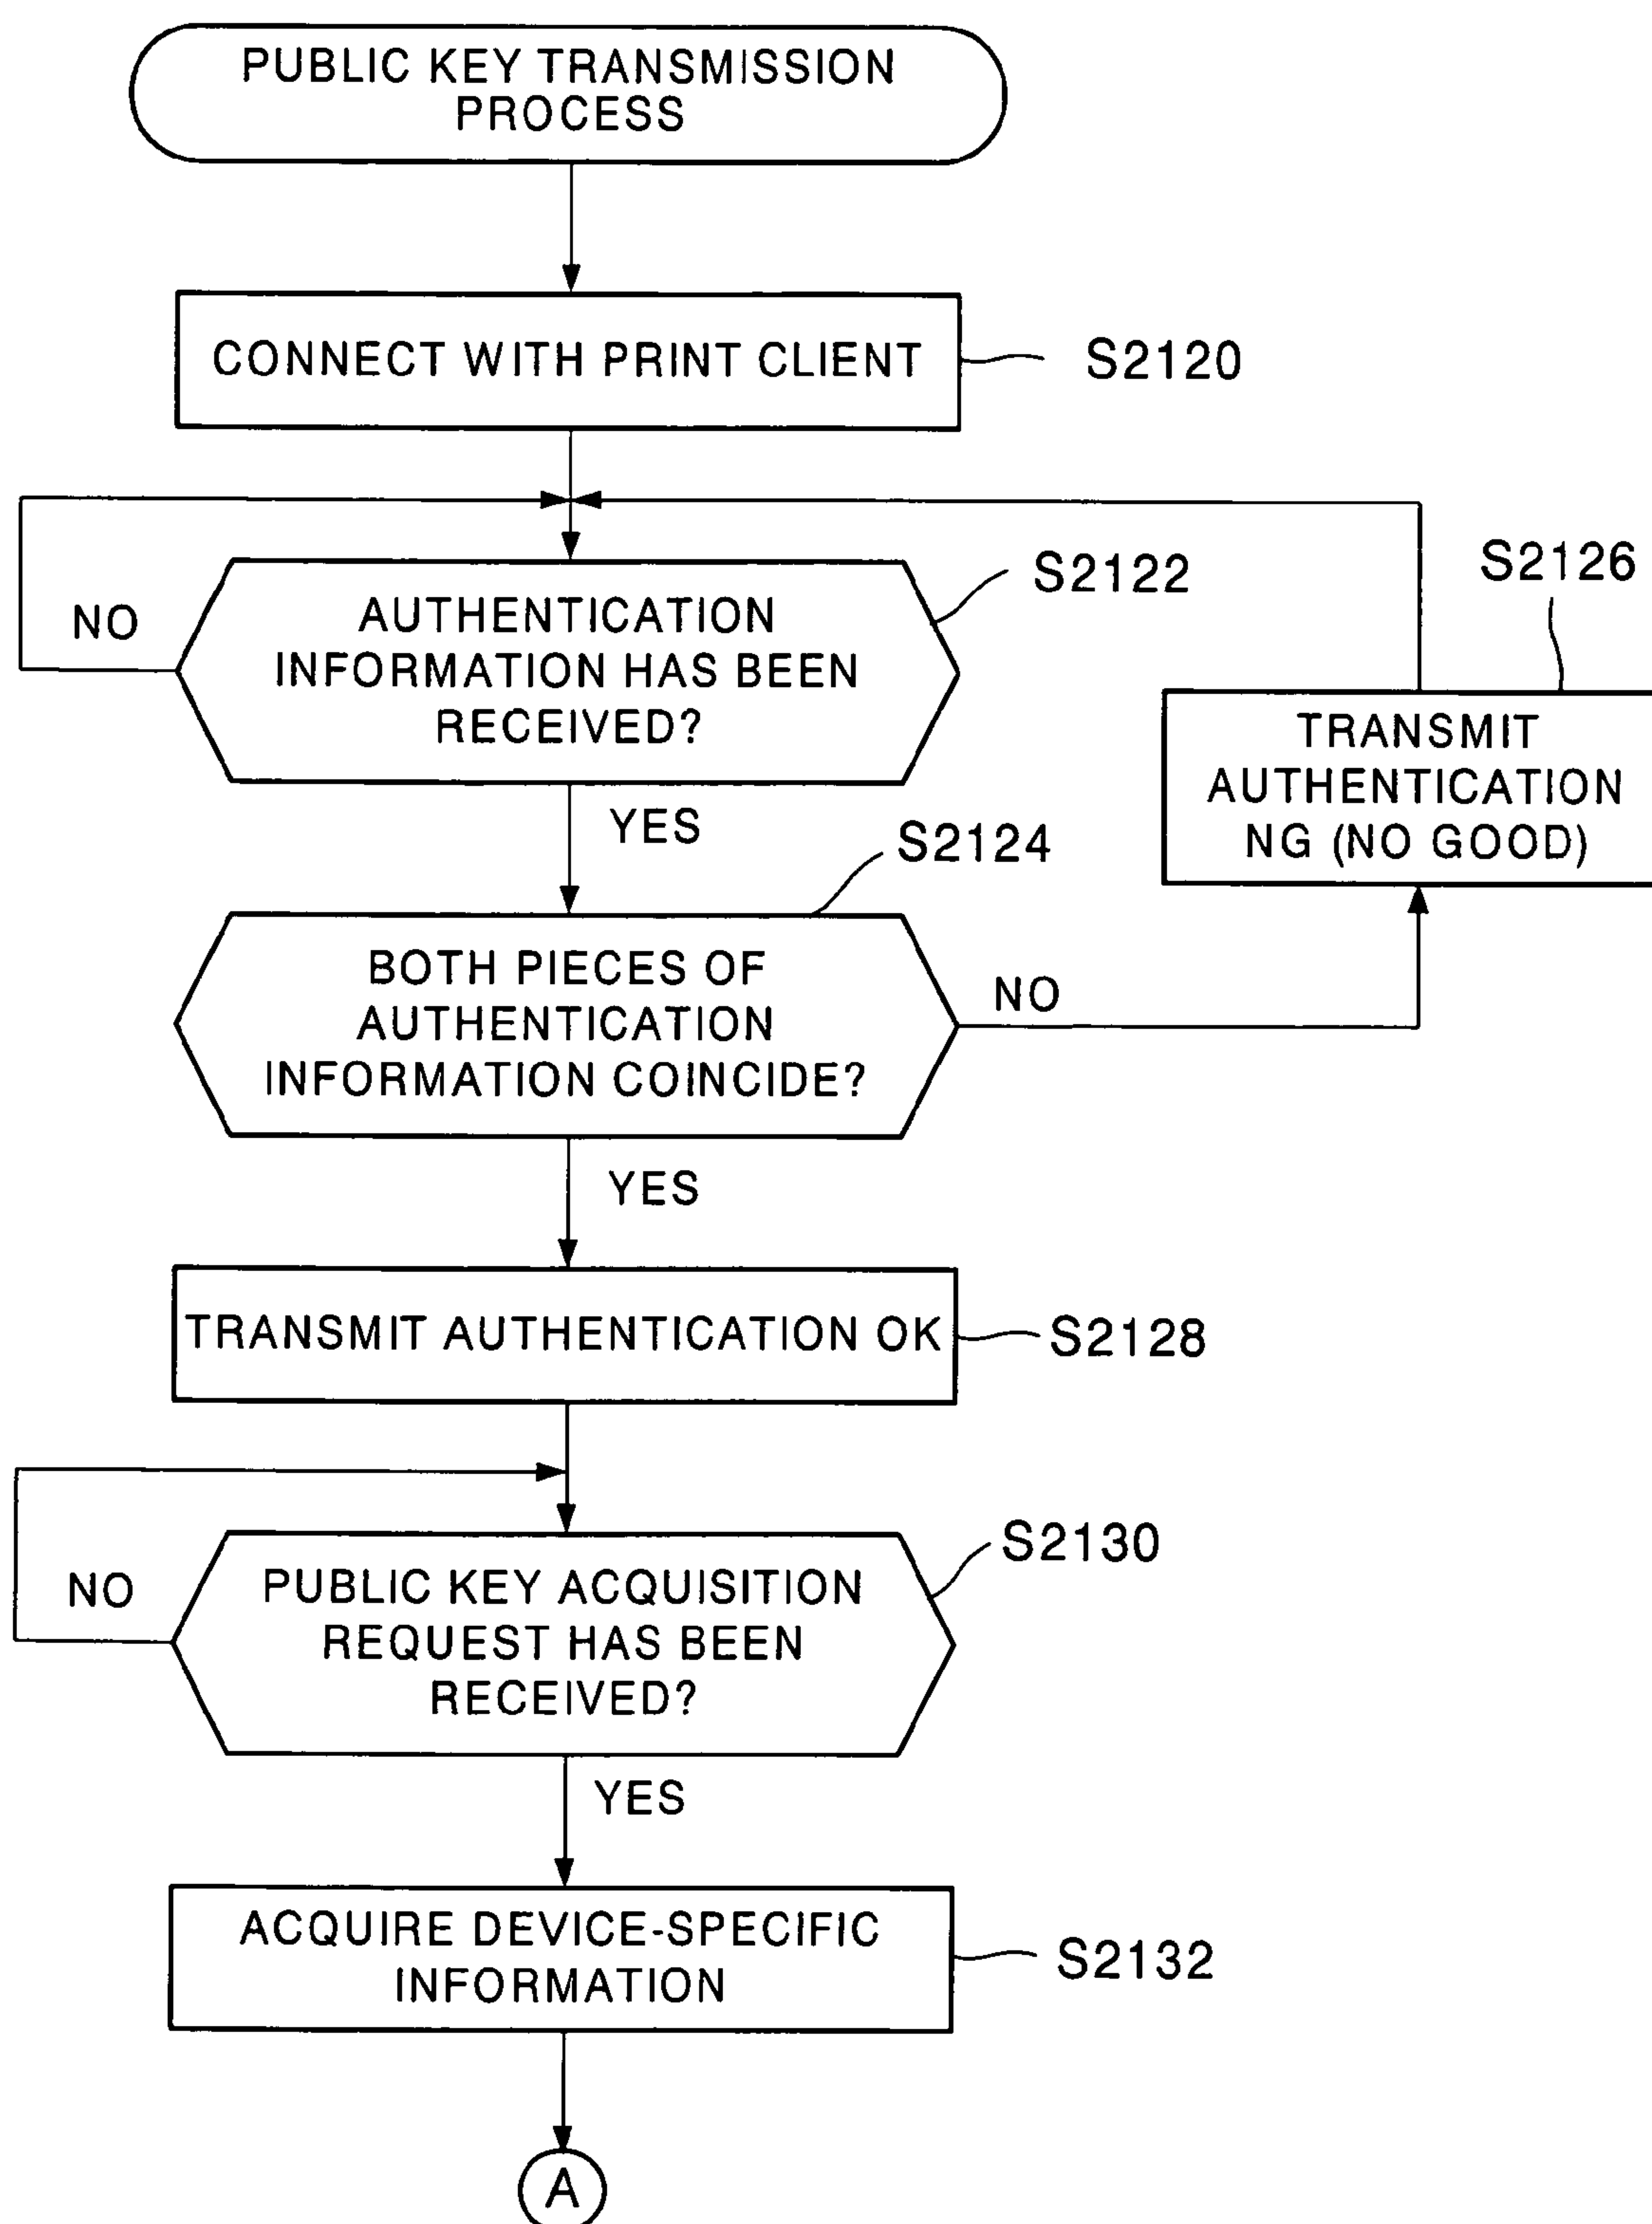 PUBLIC KEY TRANSMISSION
PROCESS
CONNECT WITH PRINT CLIENT
S2120
S2122
AUTHENTICATION
INFORMATION HAS BEEN
RECEIVED?
NO
YES
S2126
TRANSMIT
AUTHENTICATION
NG (NO GOOD)
S2124
BOTH PIECES OF
AUTHENTICATION
INFORMATION COINCIDE?
NO
YES
TRANSMIT AUTHENTICATION OK
S2128
S2130
PUBLIC KEY ACQUISITION
REQUEST HAS BEEN
RECEIVED?
NO
YES
ACQUIRE DEVICE-SPECIFIC
INFORMATION
S2132
A